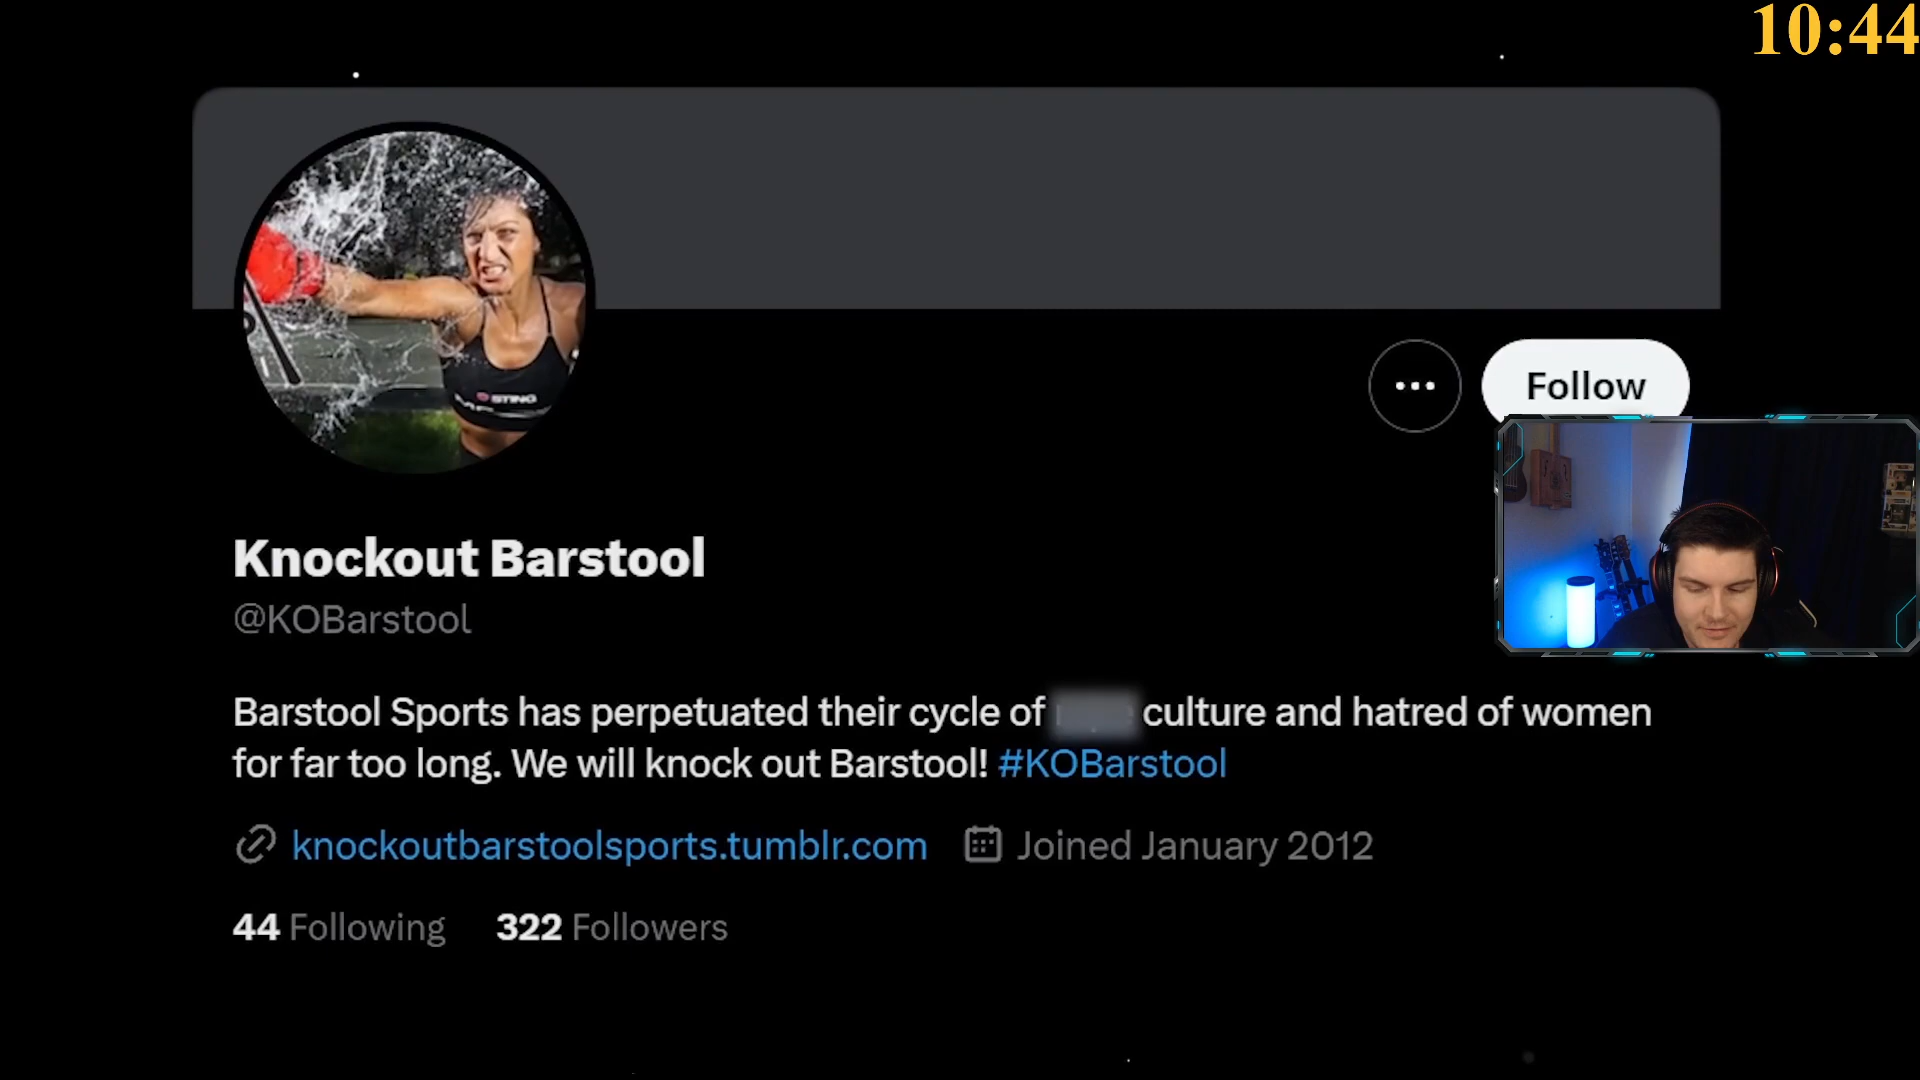 10:44
STING
Follow
Knockout Barstool
@KOBarstool
Barstool Sports has perpetuated their cycle of culture and hatred of women
for far too long. We will knock out Barstool! #KOBarstool
knockoutbarstoolsports.tumblr.com Joined January 2012
44 Following 322 Followers